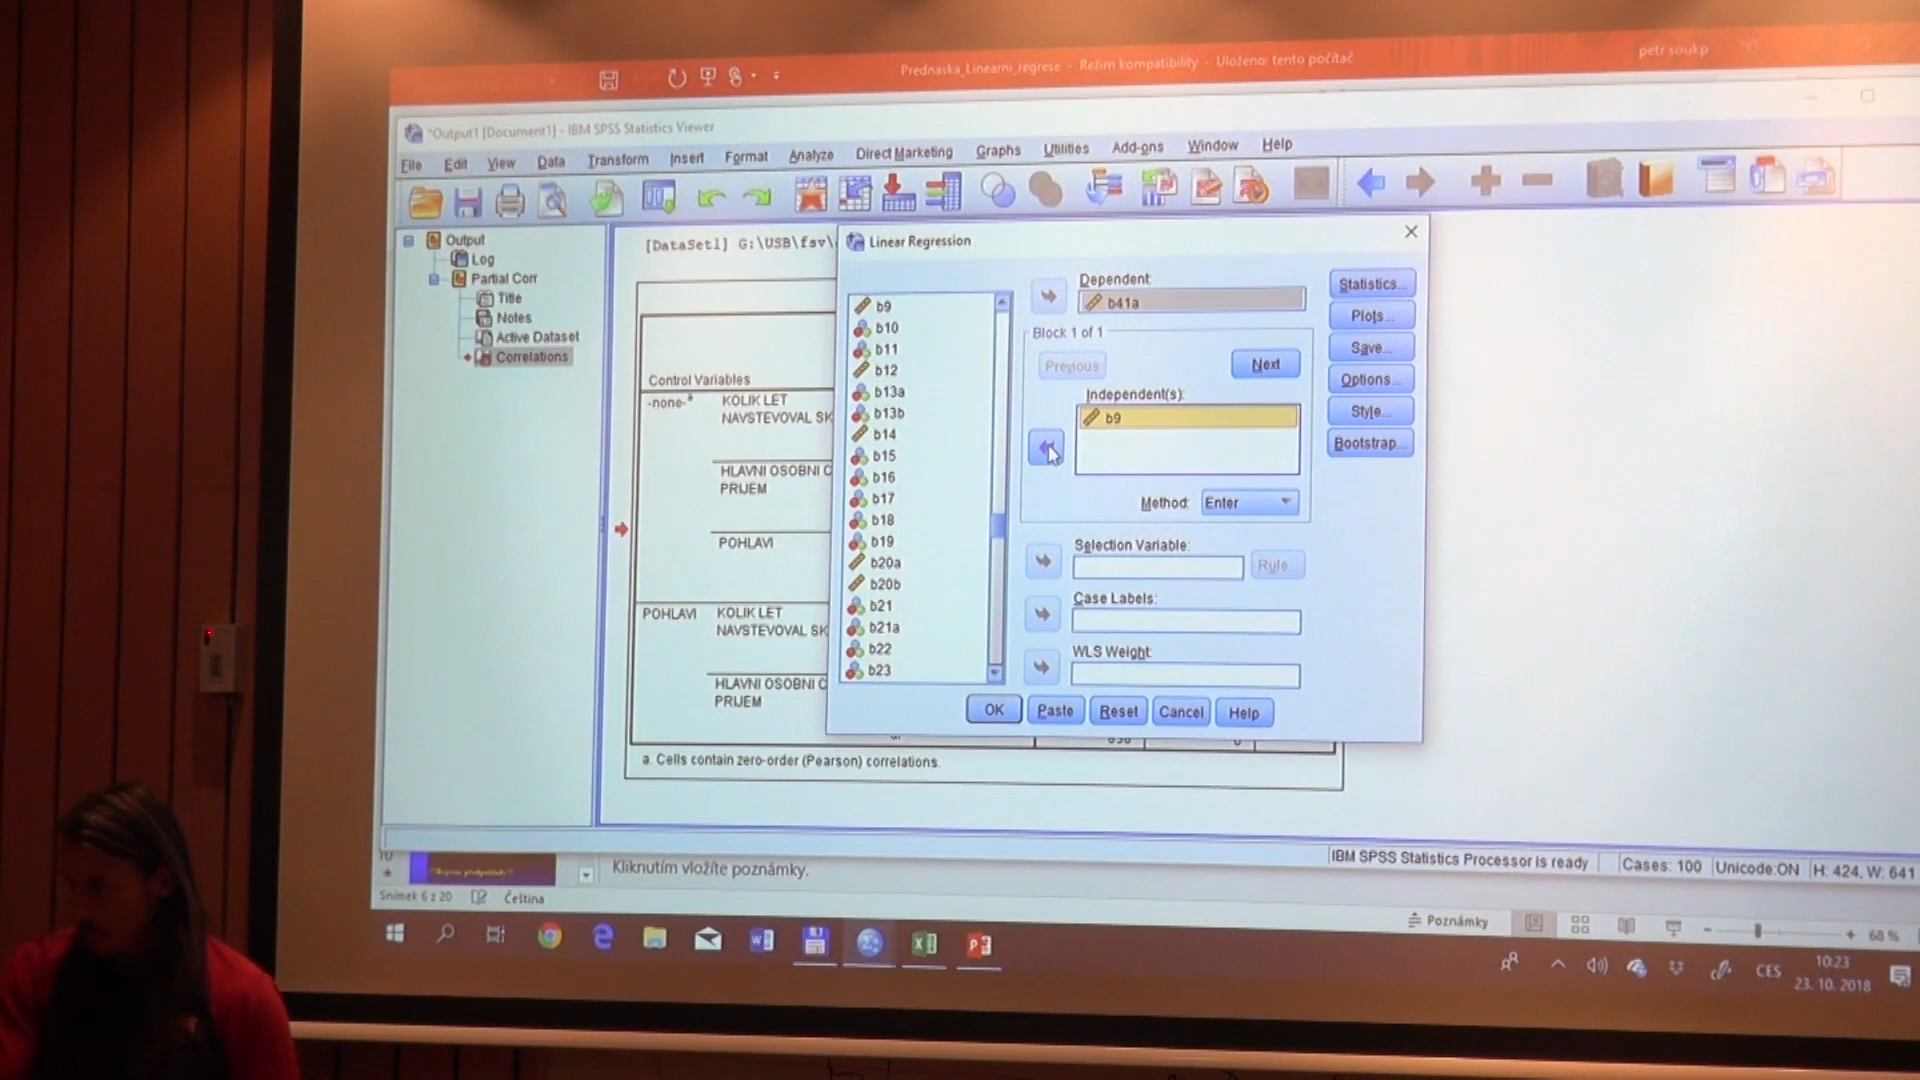 Prednaska_Linearni_regrese - Režim kompatibility - Uloženo: tento počítač
petr soukp
*Output1 [Document1] - IBM SPSS Statistics Viewer
File Edit View Data Transform Insert Format Analyze Direct Marketing Graphs Utilities Add-ons Window Help
Output
Log
Partial Corr
Title
Notes
Active Dataset
Correlations
[DataSet1] G:\USB\fsv\
Control Variables
-none-ª KOLIK LET
NAVSTEVOVAL SK
HLAVNI OSOBNI C
PRIJEM
POHLAVI
POHLAVI KOLIK LET
NAVSTEVOVAL SK
HLAVNI OSOBNI C
PRIJEM
a. Cells contain zero-order (Pearson) correlations.
Linear Regression
b9
b10
b11
b12
b13a
b13b
b14
b15
b16
b17
b18
b19
b20a
b20b
b21
b21a
b22
b23
Dependent:
b41a
Block 1 of 1
Previous Next
Independent(s):
b9
Method: Enter
Selection Variable:
Rule...
Case Labels:
WLS Weight:
Statistics...
Plots...
Save...
Options...
Style...
Bootstrap...
OK Paste Reset Cancel Help
IBM SPSS Statistics Processor is ready Cases: 100 Unicode:ON H: 424, W: 641
Kliknutím vložíte poznámky.
Snímek 6 z 20 Čeština
Poznámky
68 %
CES
10:23
23. 10. 2018